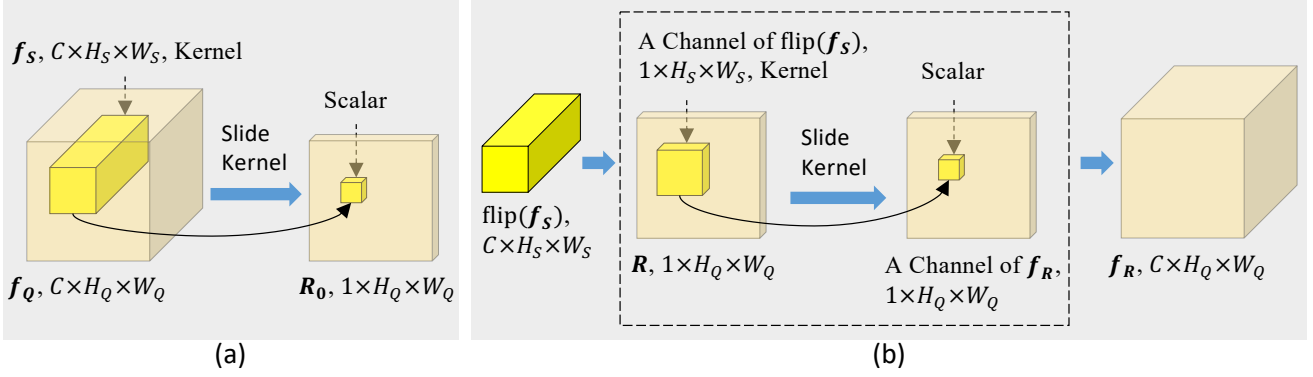 f_S, C×H_S×W_S, Kernel
Scalar
Slide
Kernel
f_Q, C×H_Q×W_Q
R_0, 1×H_Q×W_Q
(a)
flip(f_S),
C×H_S×W_S
A Channel of flip(f_S),
1×H_S×W_S, Kernel
Scalar
Slide
Kernel
R, 1×H_Q×W_Q
A Channel of f_R,
1×H_Q×W_Q
f_R, C×H_Q×W_Q
(b)